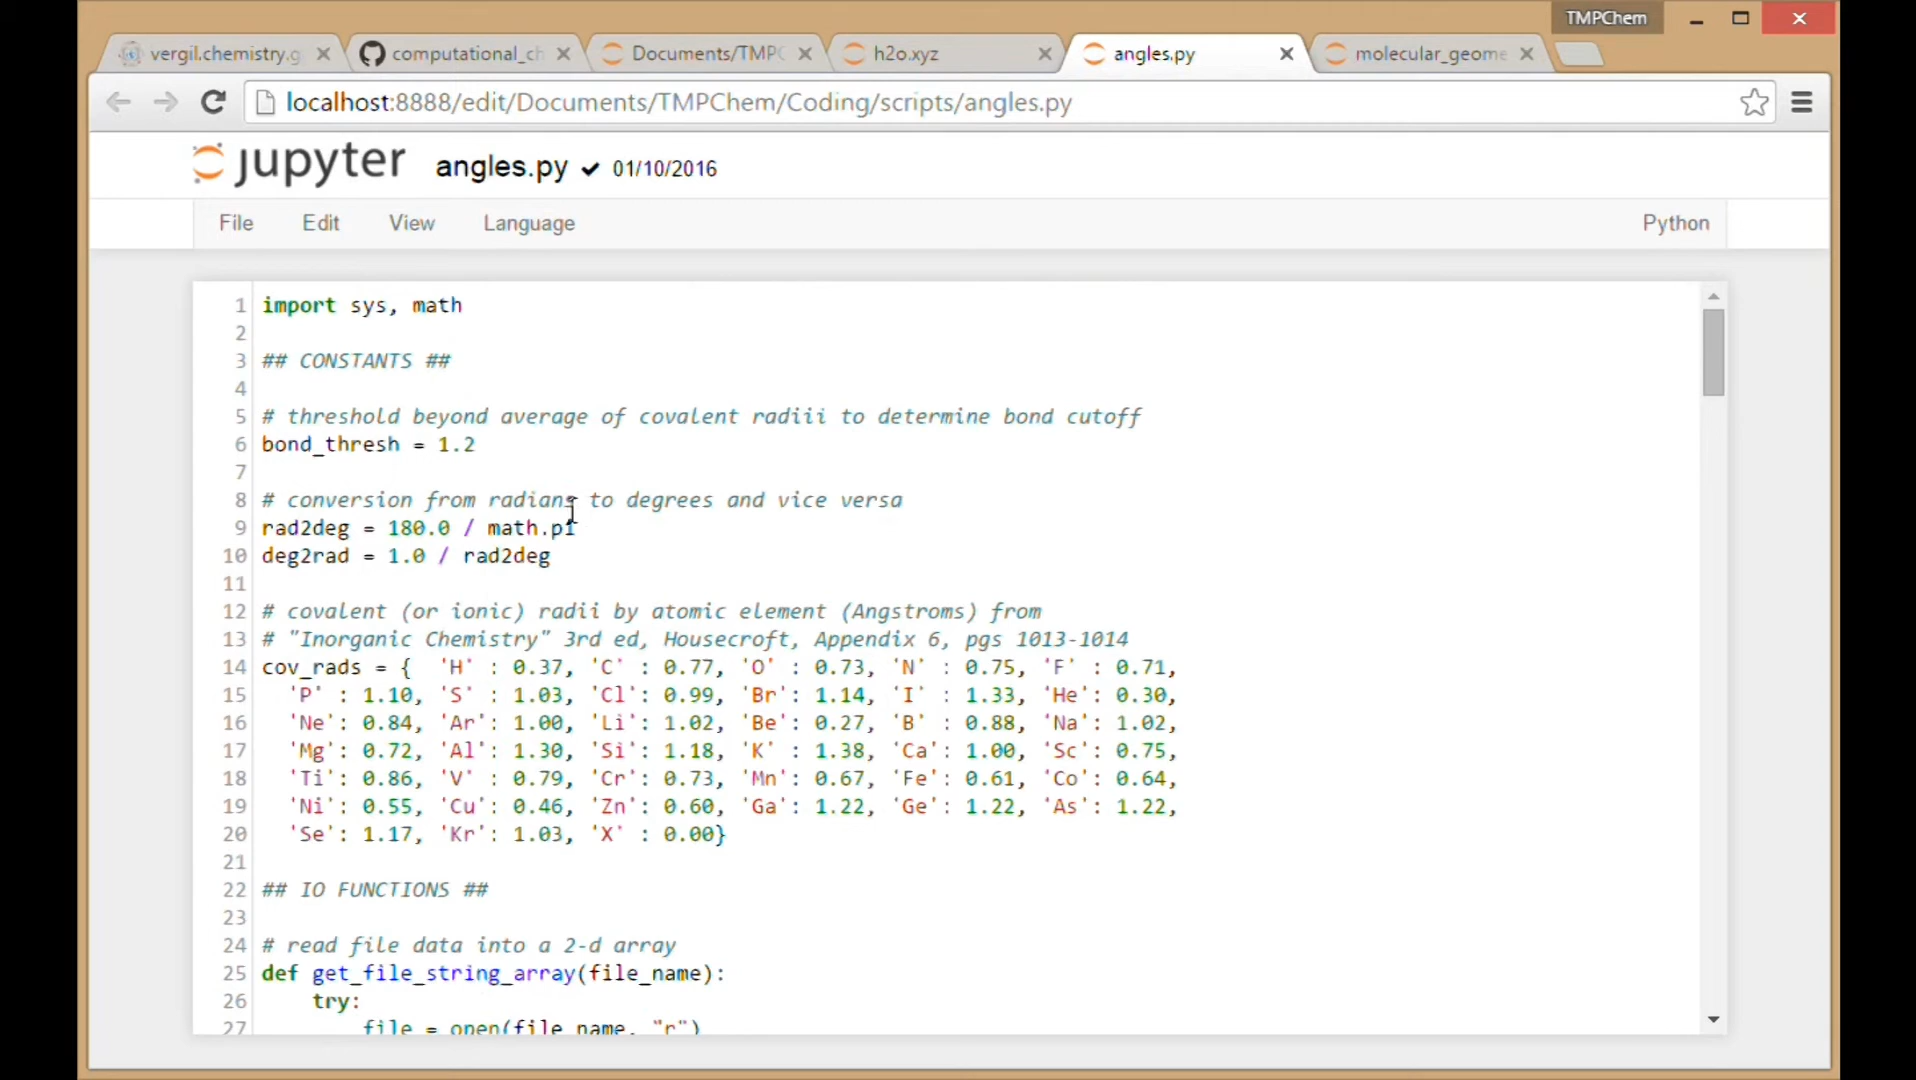 TMPChem
vergil.chemistry.g
computational_ch
Documents/TMPC
h2o.xyz
angles.py
molecular_geome
localhost:8888/edit/Documents/TMPChem/Coding/scripts/angles.py
jupyter angles.py ✔ 01/10/2016
File Edit View Language Python
1 import sys, math
2
3 ## CONSTANTS ##
4
5 # threshold beyond average of covalent radiii to determine bond cutoff
6 bond_thresh = 1.2
7
8 # conversion from radians to degrees and vice versa
9 rad2deg = 180.0 / math.pi
10 deg2rad = 1.0 / rad2deg
11
12 # covalent (or ionic) radii by atomic element (Angstroms) from
13 # "Inorganic Chemistry" 3rd ed, Housecroft, Appendix 6, pgs 1013-1014
14 cov_rads = {  'H' : 0.37, 'C' : 0.77, 'O' : 0.73, 'N' : 0.75, 'F' : 0.71,
15   'P' : 1.10, 'S' : 1.03, 'Cl': 0.99, 'Br': 1.14, 'I' : 1.33, 'He': 0.30,
16   'Ne': 0.84, 'Ar': 1.00, 'Li': 1.02, 'Be': 0.27, 'B' : 0.88, 'Na': 1.02,
17   'Mg': 0.72, 'Al': 1.30, 'Si': 1.18, 'K' : 1.38, 'Ca': 1.00, 'Sc': 0.75,
18   'Ti': 0.86, 'V' : 0.79, 'Cr': 0.73, 'Mn': 0.67, 'Fe': 0.61, 'Co': 0.64,
19   'Ni': 0.55, 'Cu': 0.46, 'Zn': 0.60, 'Ga': 1.22, 'Ge': 1.22, 'As': 1.22,
20   'Se': 1.17, 'Kr': 1.03, 'X' : 0.00}
21
22 ## IO FUNCTIONS ##
23
24 # read file data into a 2-d array
25 def get_file_string_array(file_name):
26     try:
27         file = open(file_name, "r")